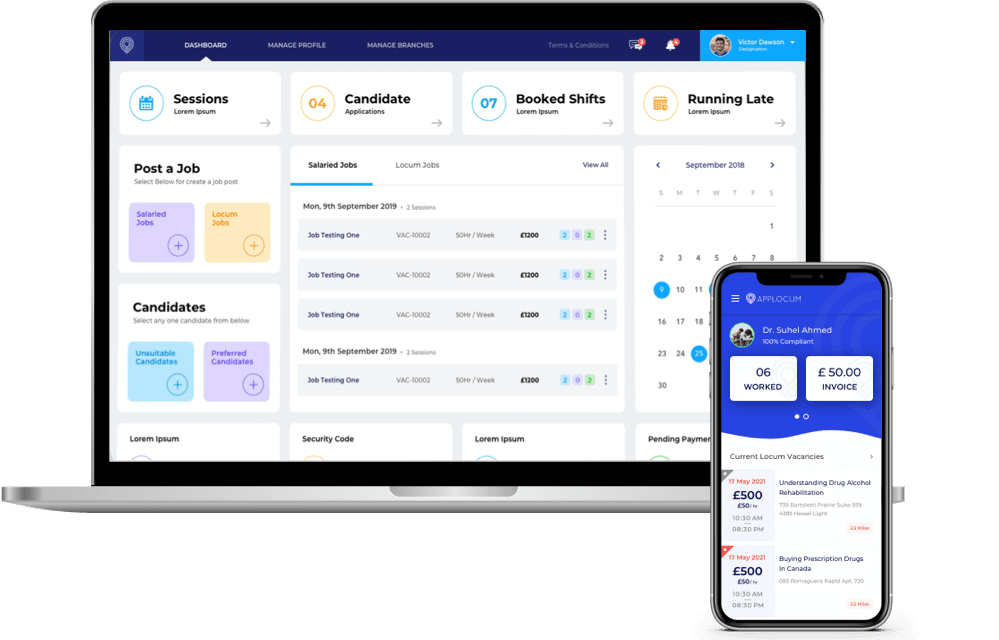 DASHBOARD
MANAGE PROFILE
MANAGE BRANCHES
Terms & Conditions
Victor Dawson
Designation
Sessions
Lorem Ipsum
04
Candidate
Applications
07
Booked Shifts
Lorem Ipsum
Running Late
Lorem Ipsum
Post a Job
Select Below for create a job post
Salaried
Jobs
Locum
Jobs
Candidates
Select any one candidate from below
Unsuitable
Candidates
Preferred
Candidates
Salaried Jobs
Locum Jobs
View All
Mon, 9th September 2019 • 2 Sessions
Job Testing One VAC-10002 50Hr / Week £1200 2 0 2
Job Testing One VAC-10002 50Hr / Week £1200 2 0 2
Job Testing One VAC-10002 50Hr / Week £1200 2 0 2
Mon, 9th September 2019 • 2 Sessions
Job Testing One VAC-10002 50Hr / Week £1200 2 0 2
September 2018
S M T W T F S
1
2 3 4 5 6 7 8
9 10 11
16 17 18
23 24 25
30
Lorem Ipsum
Security Code
Lorem Ipsum
Pending Paymen
APPLOCUM
Dr. Suhel Ahmed
100% Compliant
06
WORKED
£ 50.00
INVOICE
Current Locum Vacancies
17 May 2021
£500
£50/ hr
10:30 AM
08:30 PM
Understanding Drug Alcohol
Rehabilitation
739 Bartoletti Prairie Suite 939
4385 Hessel Light
3.5 Miles
17 May 2021
£500
£50/ hr
10:30 AM
08:30 PM
Buying Prescription Drugs
In Canada
093 Romaguera Rapid Apt. 720
3.5 Miles